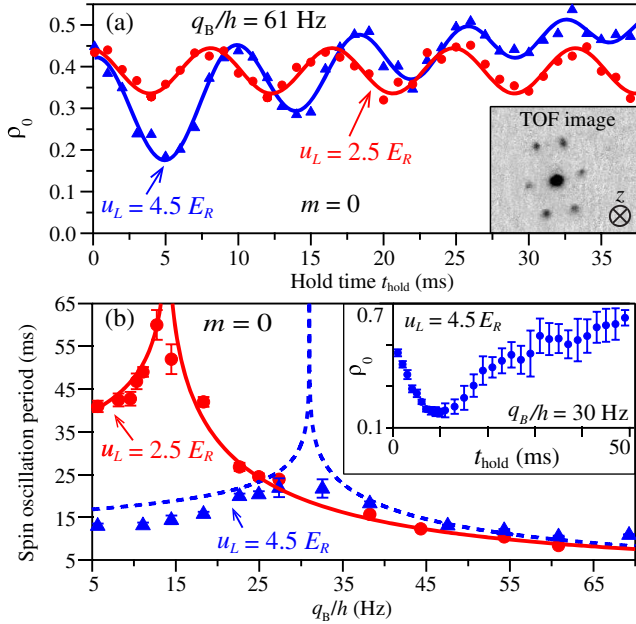 (a)
q_B/h = 61 Hz
0.7
0.6
0.5
0.4
0.3
0.2
0.1
0.0
ρ_0
u_L = 2.5 E_R
u_L = 4.5 E_R
m = 0
TOF image
z
0 5 10 15 20 25 30 35
Hold time t_hold (ms)
(b)
m = 0
65
55
45
35
25
15
5
Spin oscillation period (ms)
u_L = 2.5 E_R
u_L = 4.5 E_R
0.7
0.1
ρ_0
u_L = 4.5 E_R
q_B/h = 30 Hz
0 50
t_hold (ms)
5 15 25 35 45 55 65
q_B/h (Hz)